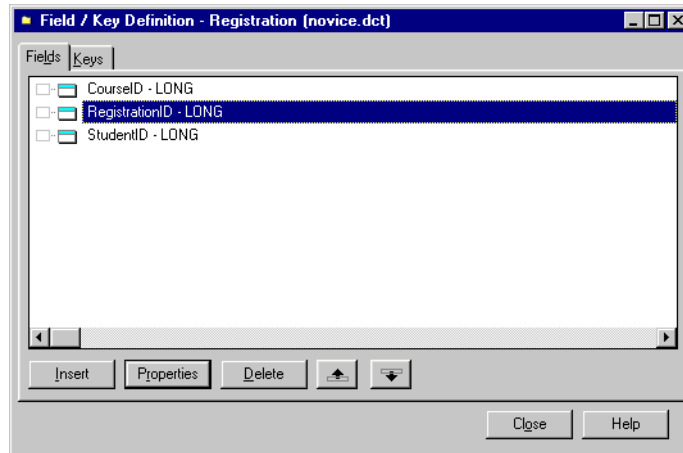 Field / Key Definition - Registration (novice.dct)
Fields Keys
CourseID - LONG
RegistrationID - LONG
StudentID - LONG
Insert Properties Delete
Close Help